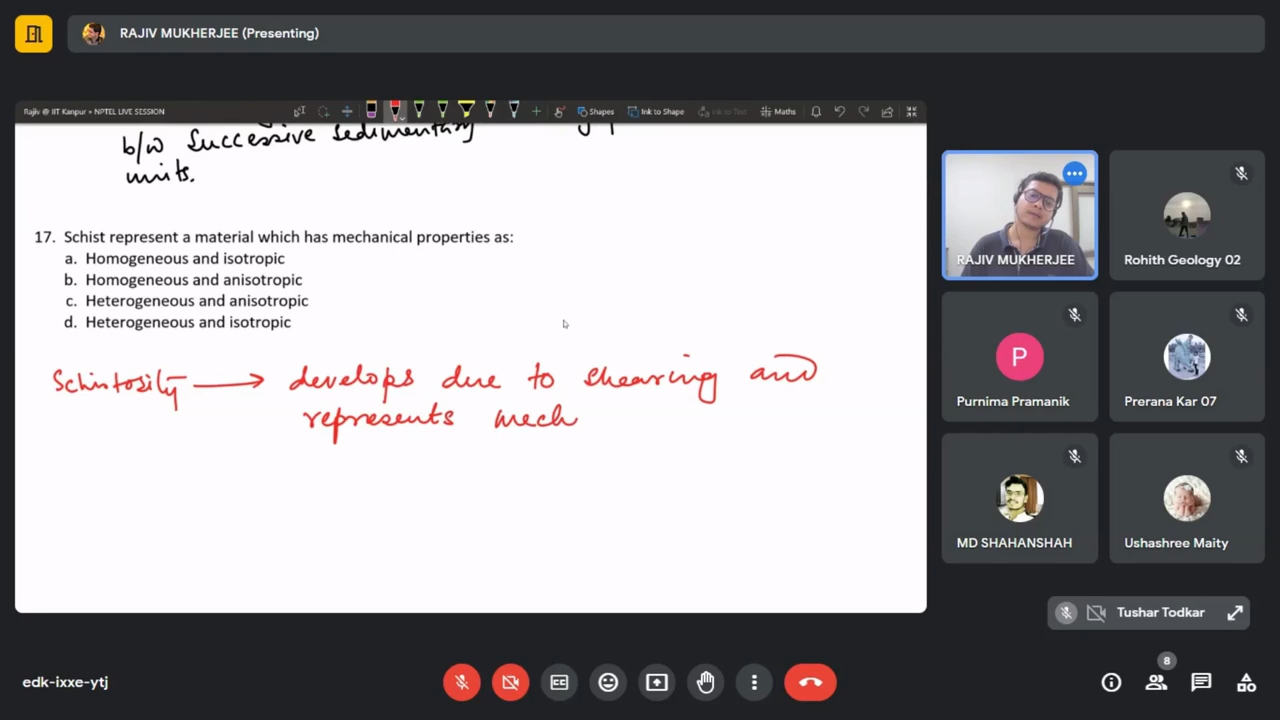 RAJIV MUKHERJEE (Presenting)
Rajiv @ IIT Kanpur » NPTEL LIVE SESSION
Shapes
Ink to Shape
Ink to Text
Maths
b/w Successive sedimentary
units.
17. Schist represent a material which has mechanical properties as:
a. Homogeneous and isotropic
b. Homogeneous and anisotropic
c. Heterogeneous and anisotropic
d. Heterogeneous and isotropic
Schistosity → develops due to shearing and
represents mech
RAJIV MUKHERJEE
Rohith Geology 02
P
Purnima Pramanik
Prerana Kar 07
MD SHAHANSHAH
Ushashree Maity
Tushar Todkar
edk-ixxe-ytj
8